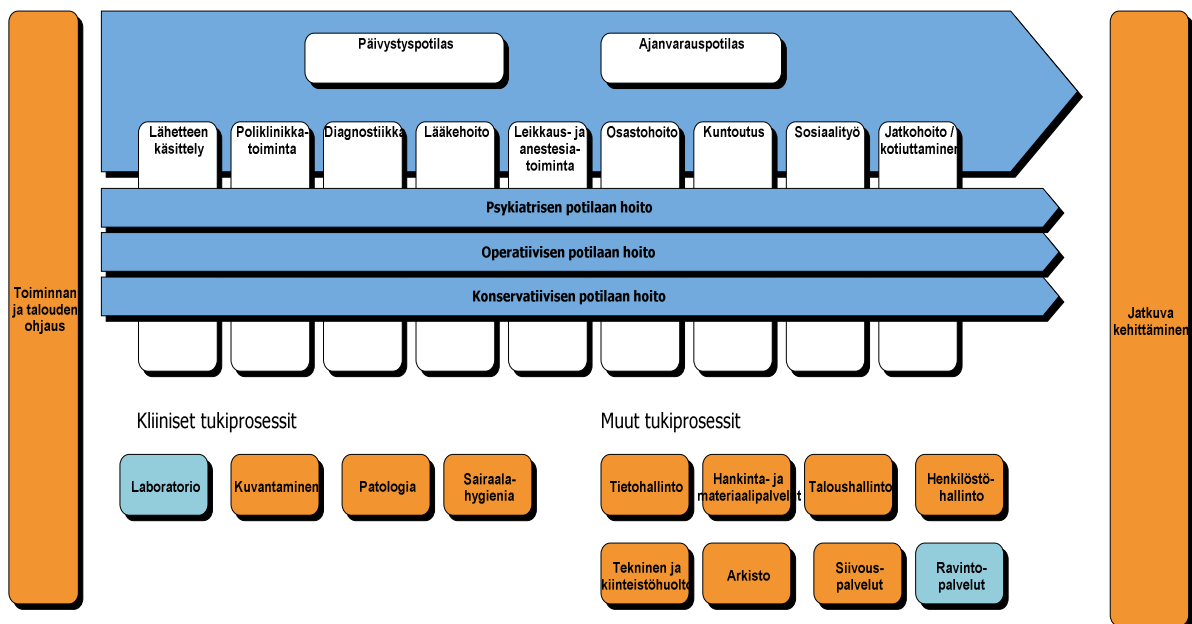 Päivystyspotilas
Ajanvarauspotilas
Lähetteen
käsittely
Poliklinikka-
toiminta
Diagnostiikka
Lääkehoito
Leikkaus- ja
anestesia-
toiminta
Osastohoito
Kuntoutus
Sosiaalityö
Jatkohoito /
kotiuttaminen
Psykiatrisen potilaan hoito
Operatiivisen potilaan hoito
Konservatiivisen potilaan hoito
Toiminnan
ja talouden
ohjaus
Jatkuva
kehittäminen
Kliiniset tukiprosessit
Laboratorio
Kuvantaminen
Patologia
Sairaala-
hygienia
Muut tukiprosessit
Tietohallinto
Hankinta- ja
materiaalipalvelut
Taloushallinto
Henkilöstö-
hallinto
Tekninen ja
kiinteistöhuolto
Arkisto
Siivous-
palvelut
Ravinto-
palvelut